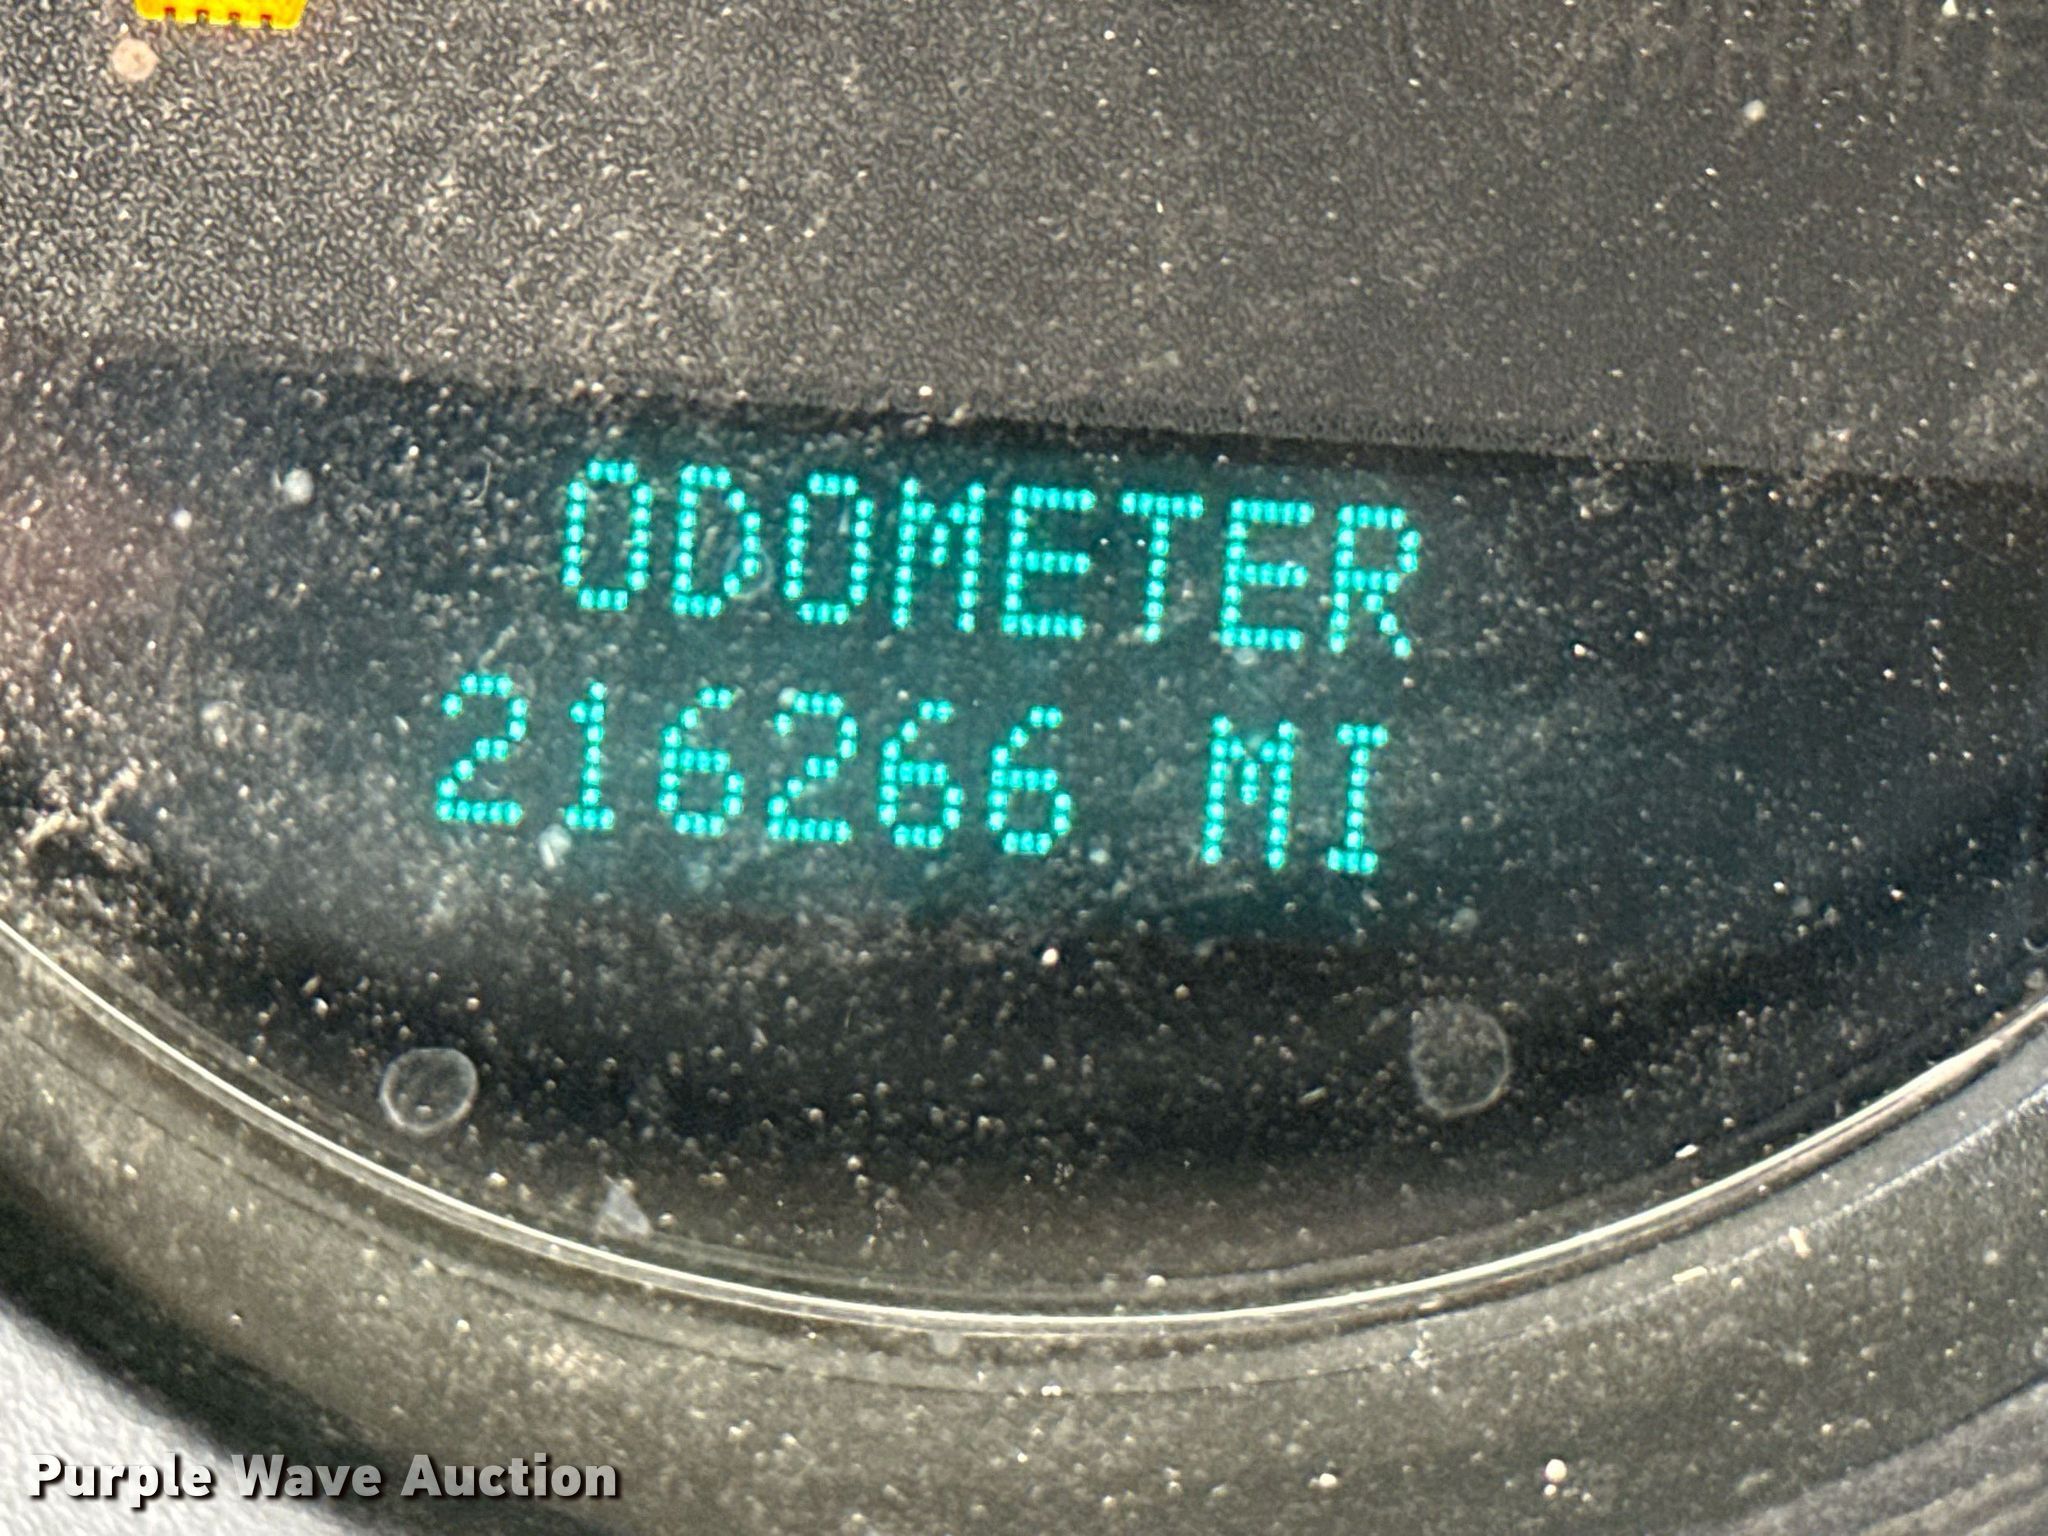 ODOMETER
216266 MI
Purple Wave Auction